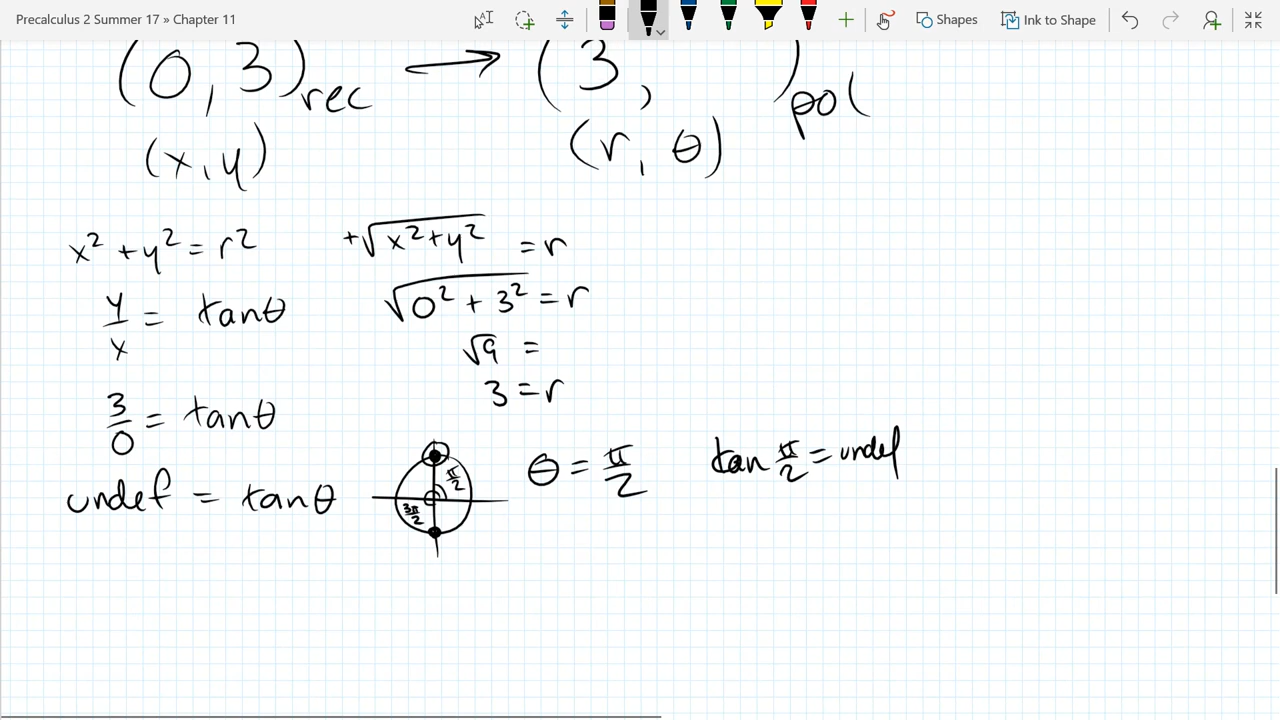 Precalculus 2 Summer 17 » Chapter 11
Shapes
Ink to Shape
(0, 3)rec → (3,    )pol
(x, y)    (r, θ)
x² + y² = r²    +√(x² + y²) = r
y/x = tanθ    √(0² + 3²) = r
√9 =
3 = r
3/0 = tanθ
undef = tanθ    π/2    3π/2    θ = π/2    tan π/2 = undef